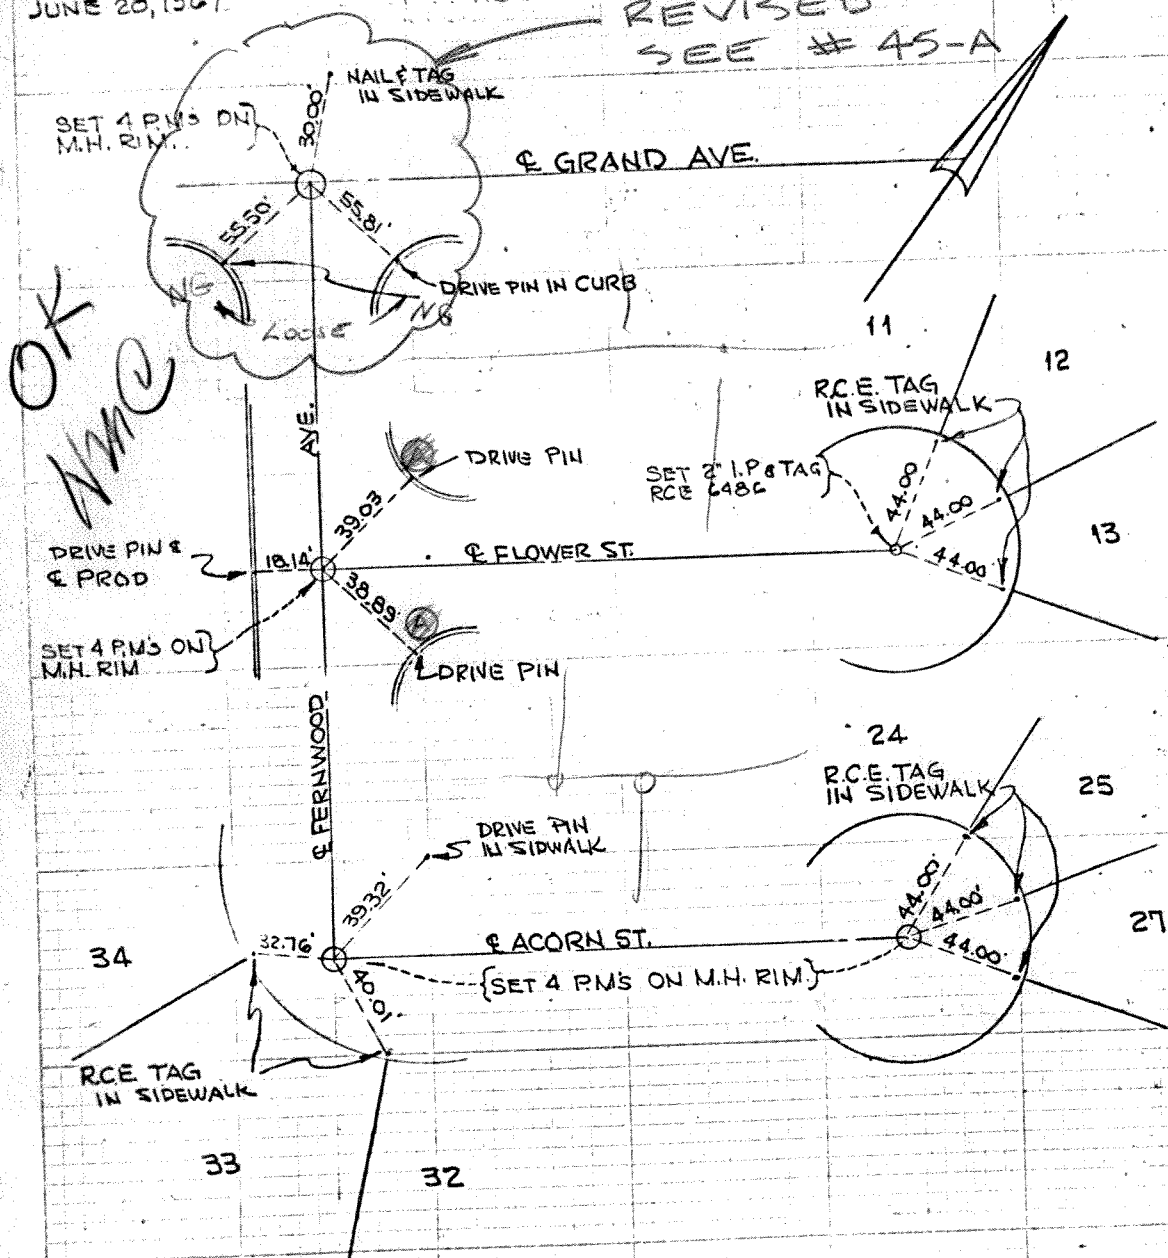 JUNE 20, 1967
REVISED
SEE # 45-A
NAIL & TAG
IN SIDEWALK
SET 4 P.M's ON
M.H. RIM.
30.00'
℄ GRAND AVE.
55.50'
55.81'
DRIVE PIN IN CURB
NG
LOOSE
NG
OK
11
12
R.C.E. TAG
IN SIDEWALK
AVE.
DRIVE PIN
SET 2" I.P & TAG
RCE 6486
39.03
44.00
44.00
44.00'
13
DRIVE PIN &
℄ PROD
18.14'
℄ FLOWER ST.
38.89'
A
SET 4 P.M's ON
M.H. RIM
DRIVE PIN
℄ FERNWOOD
24
R.C.E. TAG
IN SIDEWALK
25
DRIVE PIN
IN SIDWALK
39.32'
44.00'
44.00'
44.00'
27
34
32.76'
℄ ACORN ST.
{SET 4 P.M's ON M.H. RIM.}
40.01'
R.C.E. TAG
IN SIDEWALK
33
32